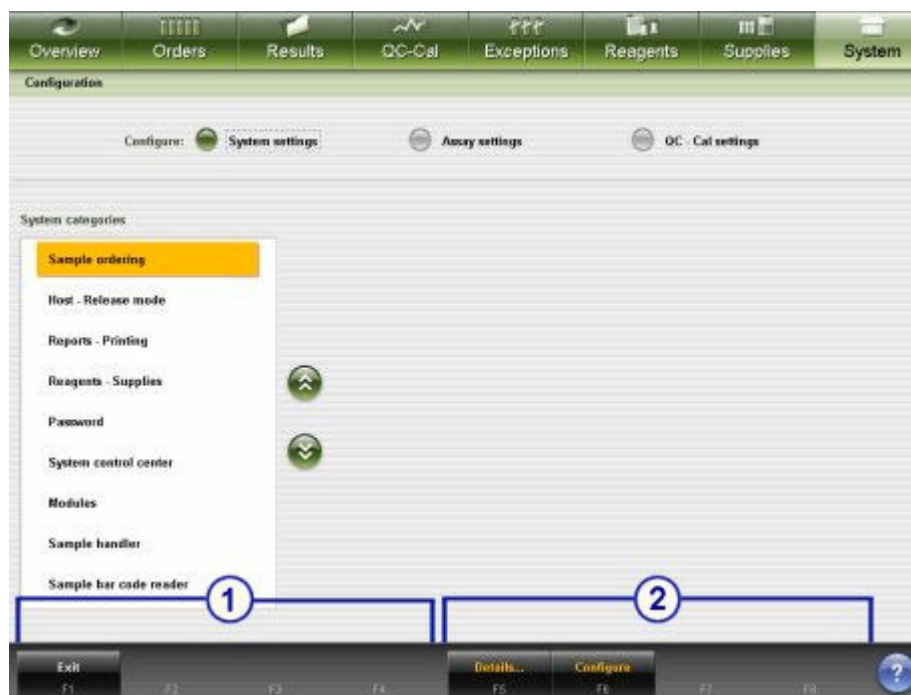 Overview Orders Results QC-Cal Exceptions Reagents Supplies System
Configuration
Configure: System settings Assay settings QC - Cal settings
System categories
Sample ordering
Host - Release mode
Reports - Printing
Reagents - Supplies
Password
System control center
Modules
Sample handler
Sample bar code reader
1 2
Exit Details... Configure ?
F1 F2 F3 F4 F5 F6 F7 F8